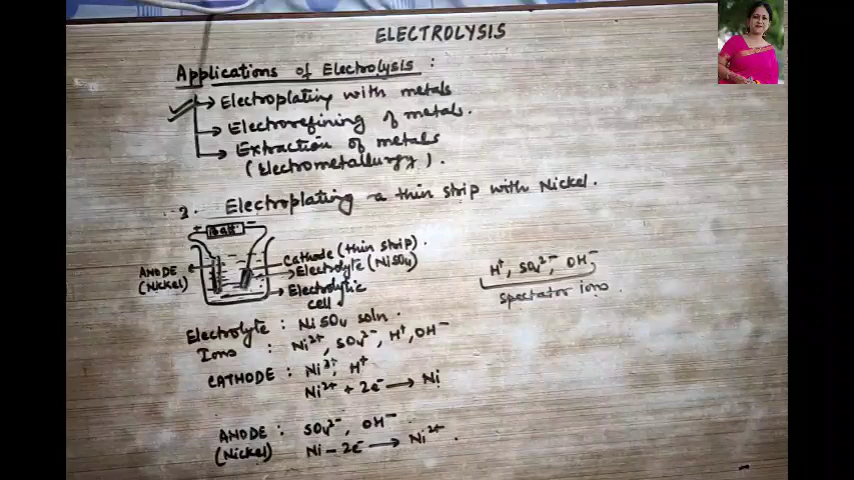 ELECTROLYSIS
Applications of Electrolysis :
→ Electroplating with metals
→ Electrorefining of metals.
→ Extraction of metals
(Electrometallurgy).
2. Electroplating a thin strip with Nickel.
+ Batt −
Cathode (thin strip).
ANODE
(Nickel)
Electrolyte (NiSO4)
Electrolytic
cell
H⁺, SO4²⁻, OH⁻
spectator ions.
Electrolyte : NiSO4 soln.
Ions : Ni²⁺, SO4²⁻, H⁺, OH⁻
CATHODE : Ni²⁺, H⁺
Ni²⁺ + 2e⁻ → Ni
ANODE : SO4²⁻, OH⁻
(Nickel) Ni − 2e⁻ → Ni²⁺.